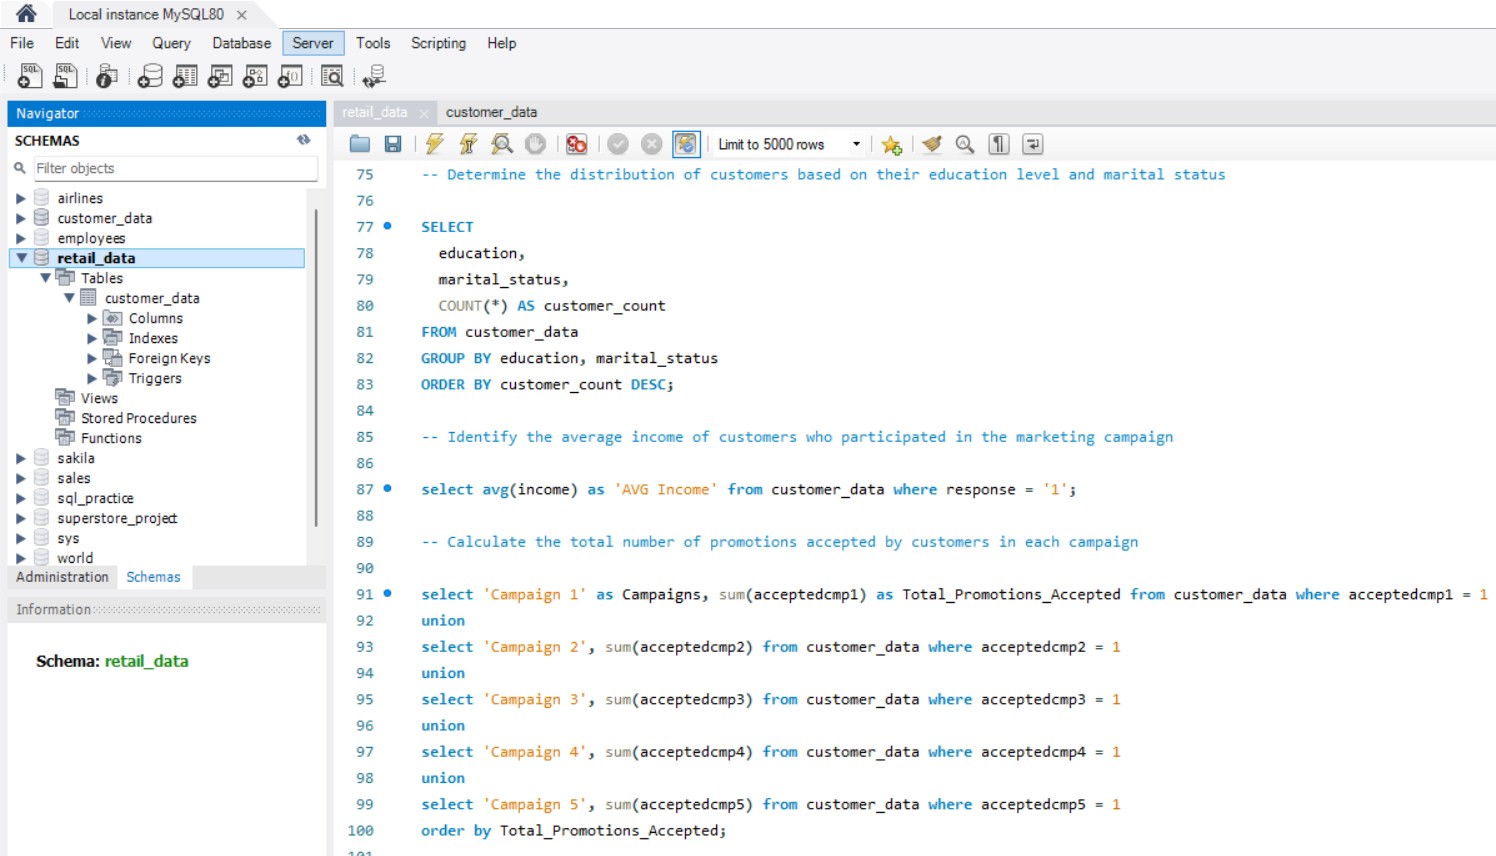 Local instance MySQL80
File Edit View Query Database Server Tools Scripting Help
Navigator
SCHEMAS
Filter objects
airlines
customer_data
employees
retail_data
Tables
customer_data
Columns
Indexes
Foreign Keys
Triggers
Views
Stored Procedures
Functions
sakila
sales
sql_practice
superstore_project
sys
world
Administration Schemas
Information
Schema: retail_data
retail_data customer_data
Limit to 5000 rows
75 -- Determine the distribution of customers based on their education level and marital status
76
77 SELECT
78 education,
79 marital_status,
80 COUNT(*) AS customer_count
81 FROM customer_data
82 GROUP BY education, marital_status
83 ORDER BY customer_count DESC;
84
85 -- Identify the average income of customers who participated in the marketing campaign
86
87 select avg(income) as 'AVG Income' from customer_data where response = '1';
88
89 -- Calculate the total number of promotions accepted by customers in each campaign
90
91 select 'Campaign 1' as Campaigns, sum(acceptedcmp1) as Total_Promotions_Accepted from customer_data where acceptedcmp1 = 1
92 union
93 select 'Campaign 2', sum(acceptedcmp2) from customer_data where acceptedcmp2 = 1
94 union
95 select 'Campaign 3', sum(acceptedcmp3) from customer_data where acceptedcmp3 = 1
96 union
97 select 'Campaign 4', sum(acceptedcmp4) from customer_data where acceptedcmp4 = 1
98 union
99 select 'Campaign 5', sum(acceptedcmp5) from customer_data where acceptedcmp5 = 1
100 order by Total_Promotions_Accepted;